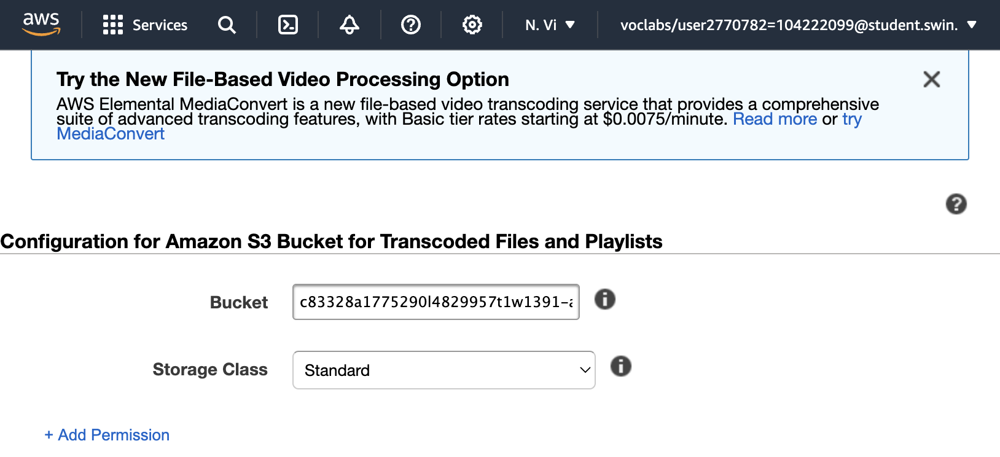 aws Services N. Vi voclabs/user2770782=104222099@student.swin.
Try the New File-Based Video Processing Option
AWS Elemental MediaConvert is a new file-based video transcoding service that provides a comprehensive
suite of advanced transcoding features, with Basic tier rates starting at $0.0075/minute. Read more or try
MediaConvert
Configuration for Amazon S3 Bucket for Transcoded Files and Playlists
Bucket c83328a1775290l4829957t1w1391-a
Storage Class Standard
+ Add Permission